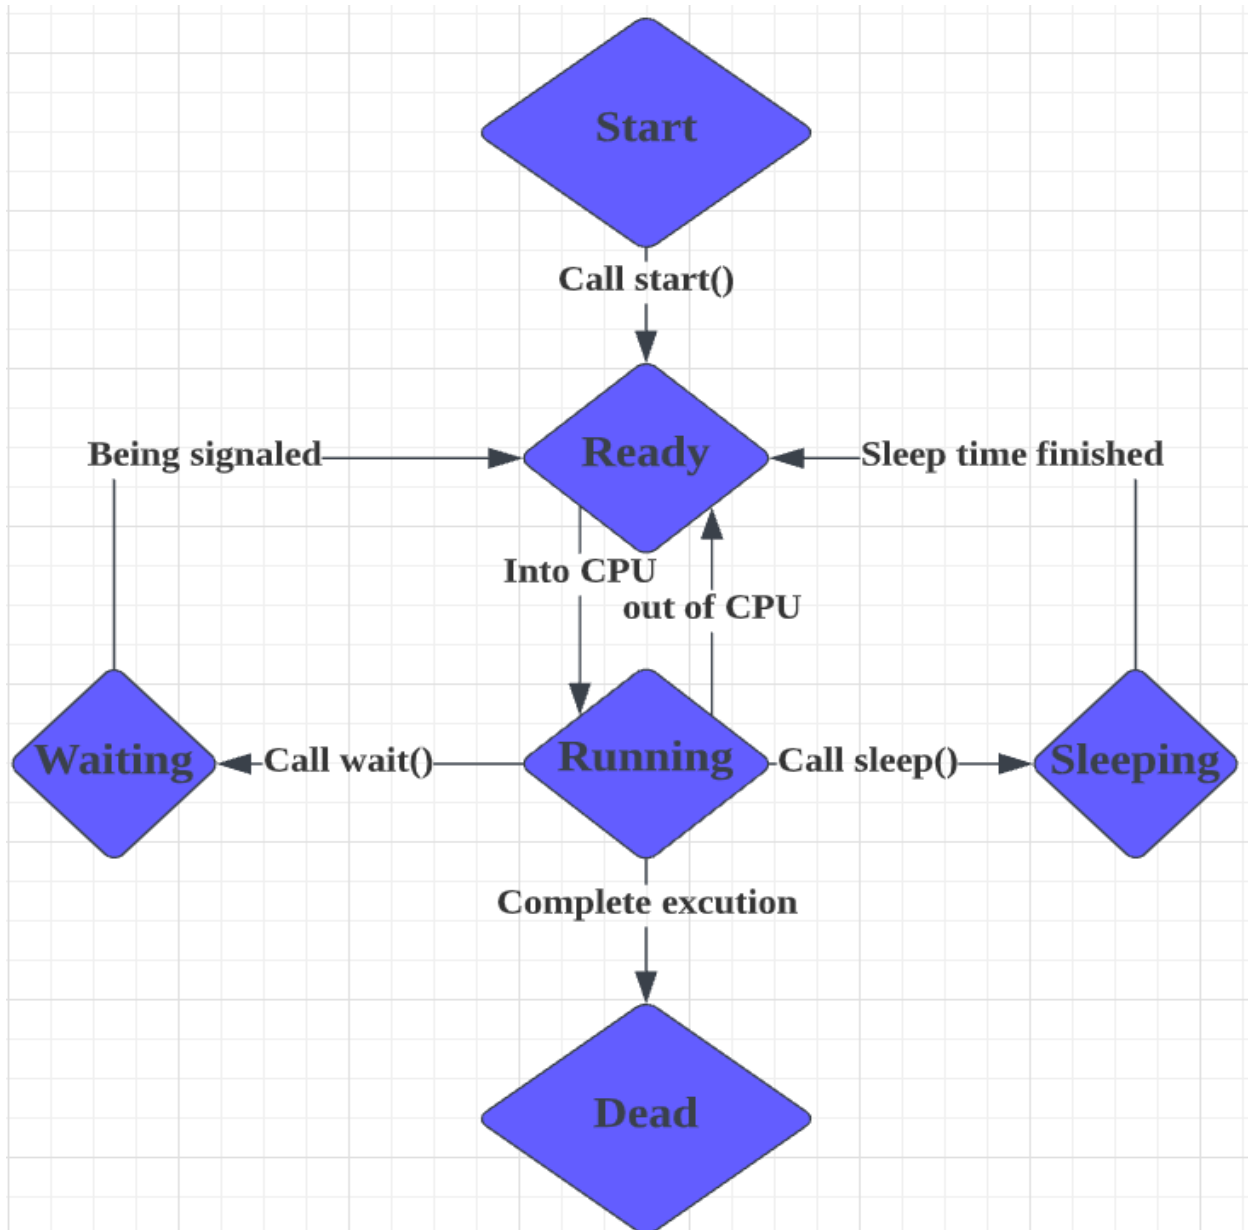 Start
Call start()
Being signaled
Ready
Sleep time finished
Into CPU
out of CPU
Waiting
Call wait()
Running
Call sleep()
Sleeping
Complete excution
Dead